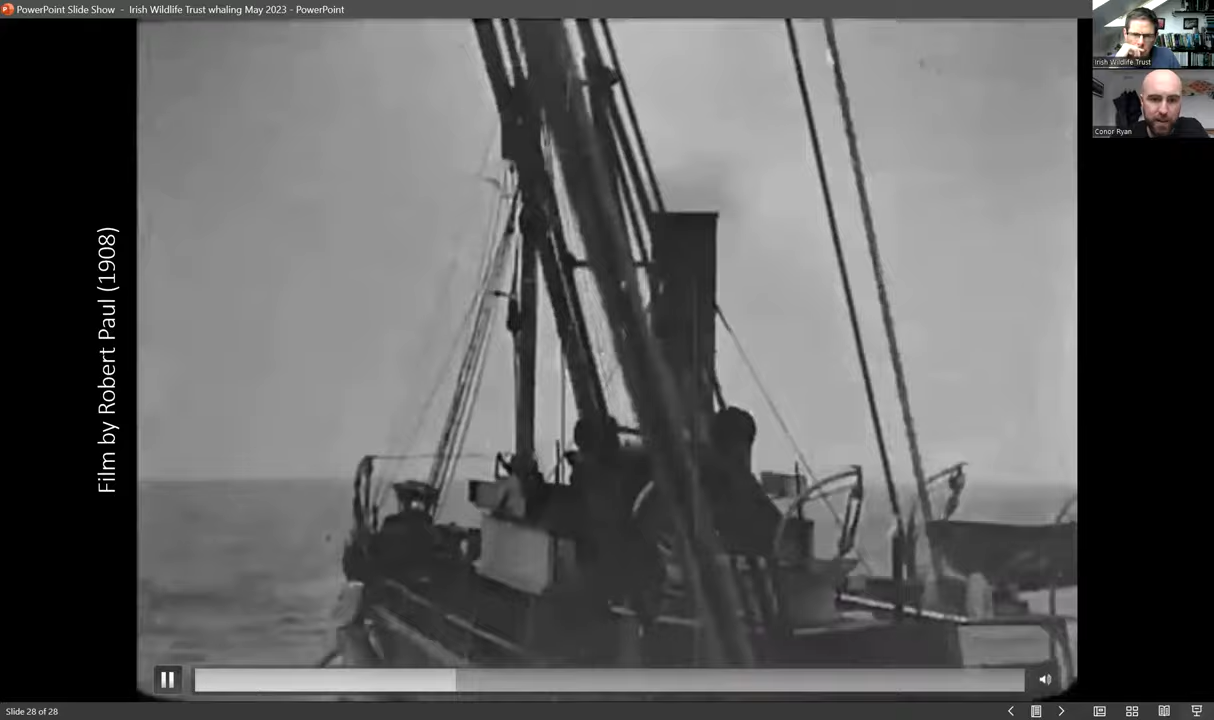 PowerPoint Slide Show - Irish Wildlife Trust whaling May 2023 - PowerPoint
Irish Wildlife Trust
Conor Ryan
Film by Robert Paul (1908)
Slide 28 of 28